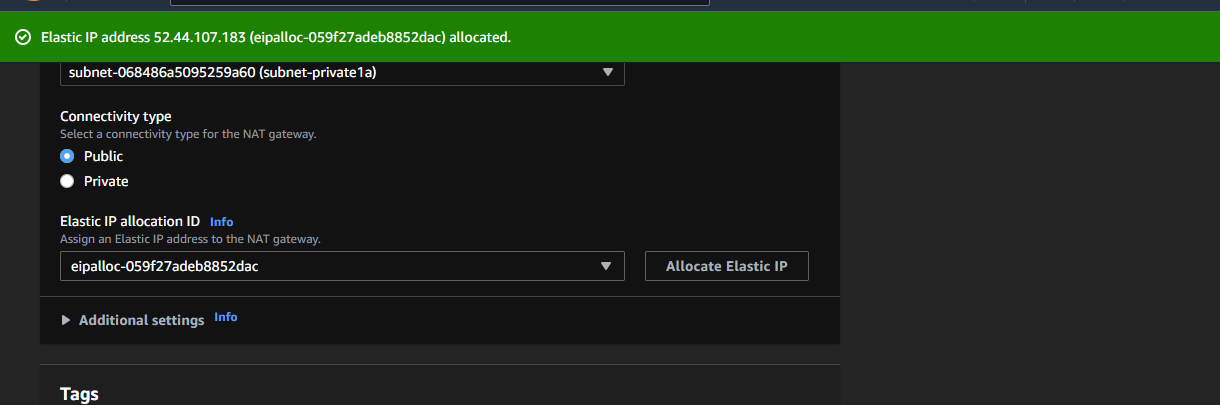 Elastic IP address 52.44.107.183 (eipalloc-059f27adeb8852dac) allocated.
subnet-068486a5095259a60 (subnet-private1a)
Connectivity type
Select a connectivity type for the NAT gateway.
Public
Private
Elastic IP allocation ID Info
Assign an Elastic IP address to the NAT gateway.
eipalloc-059f27adeb8852dac
Allocate Elastic IP
Additional settings Info
Tags